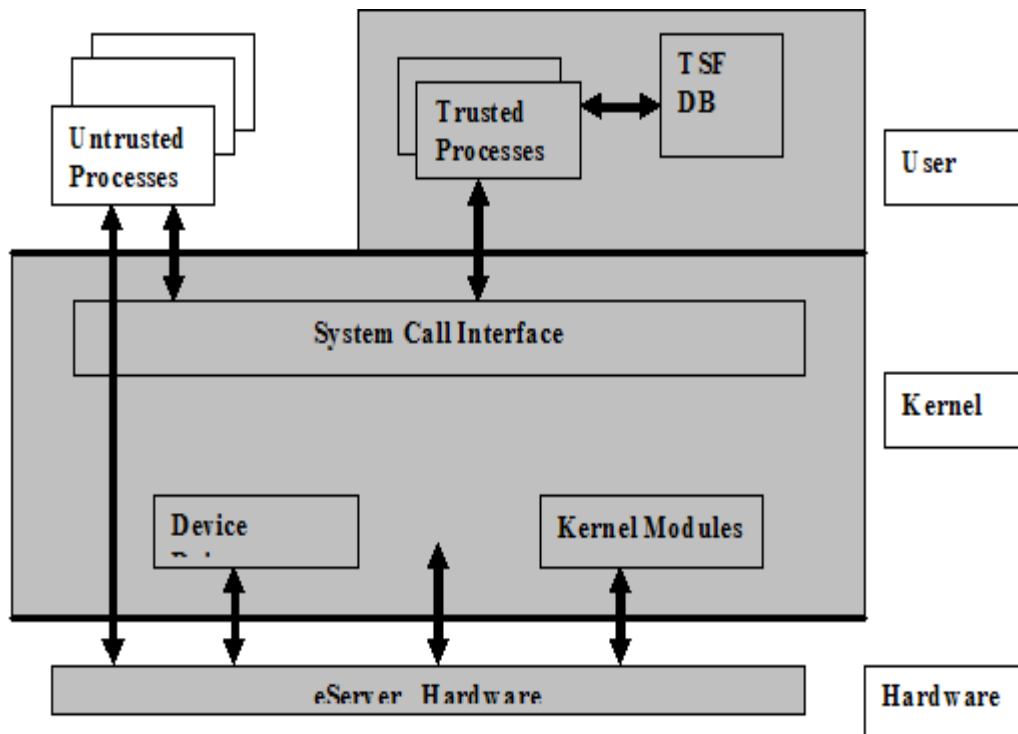 Untrusted
Processes
Trusted
Processes
TSF
DB
User
System Call Interface
Kernel
Device
Kernel Modules
eServer Hardware
Hardware